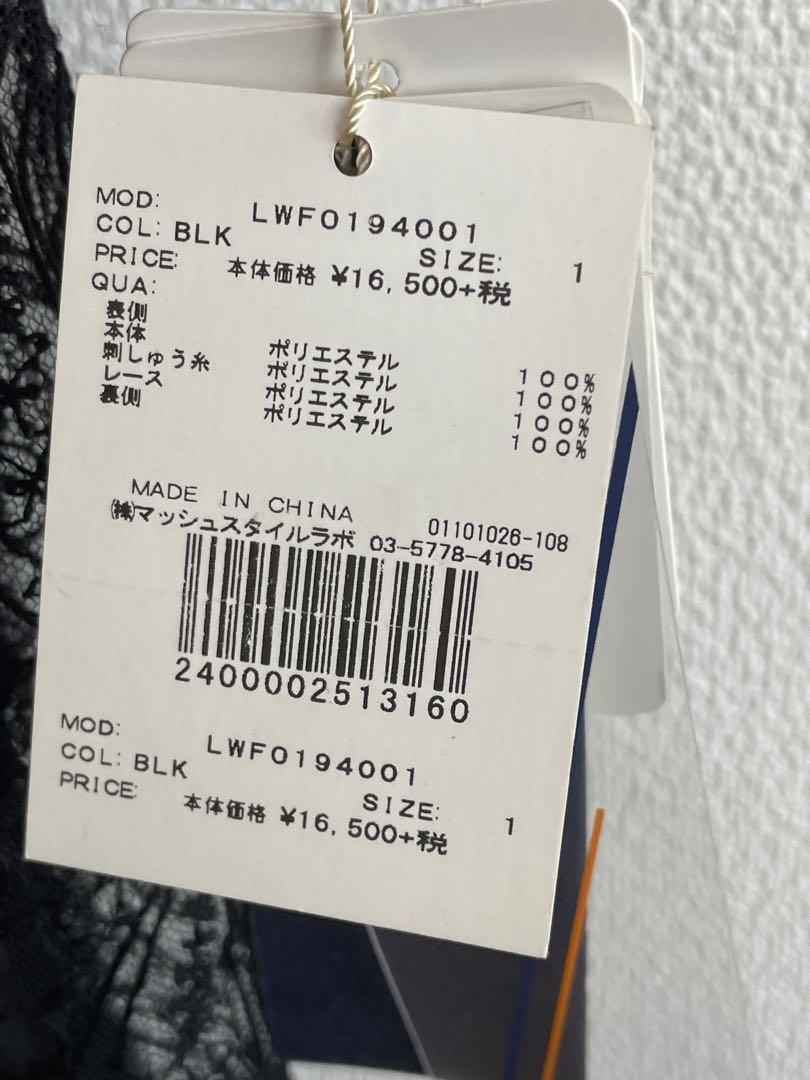 MOD: LWF0194001
COL: BLK SIZE: 1
PRICE: 本体価格 ¥16,500+税
QUA:
表側
本体 ポリエステル 100%
刺しゅう糸 ポリエステル 100%
レース ポリエステル 100%
裏側 ポリエステル 100%
MADE IN CHINA 01101026-108
㈱マッシュスタイルラボ 03-5778-4105
2400002513160
MOD: LWF0194001
COL: BLK SIZE: 1
PRICE: 本体価格 ¥16,500+税